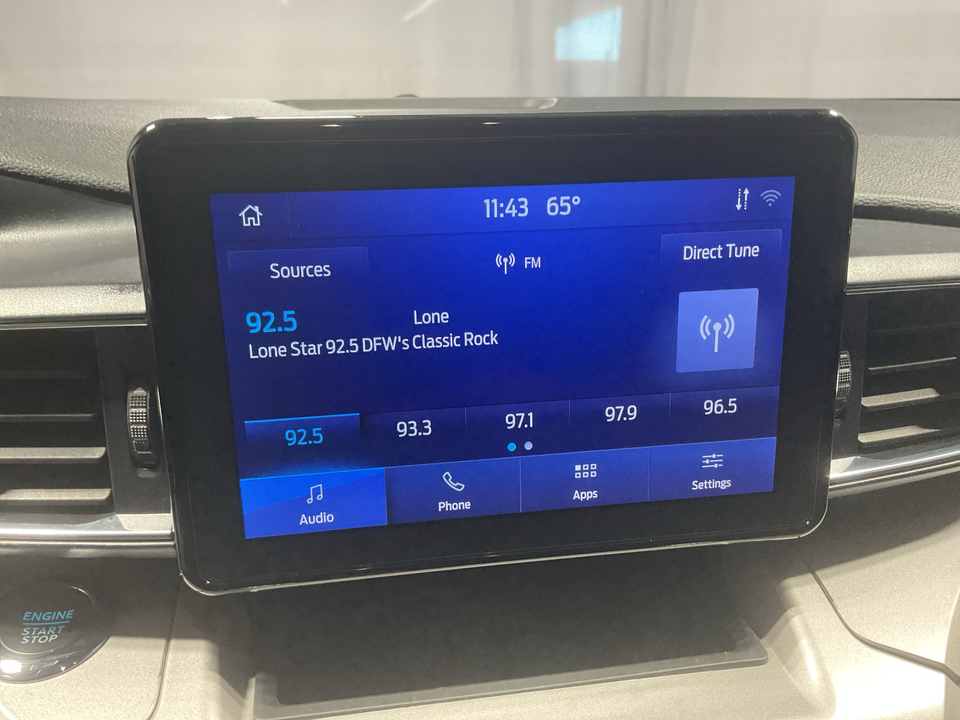 11:43 65°
Sources
FM
Direct Tune
92.5
Lone
Lone Star 92.5 DFW's Classic Rock
92.5
93.3
97.1
97.9
96.5
Audio
Phone
Apps
Settings
ENGINE
START
STOP